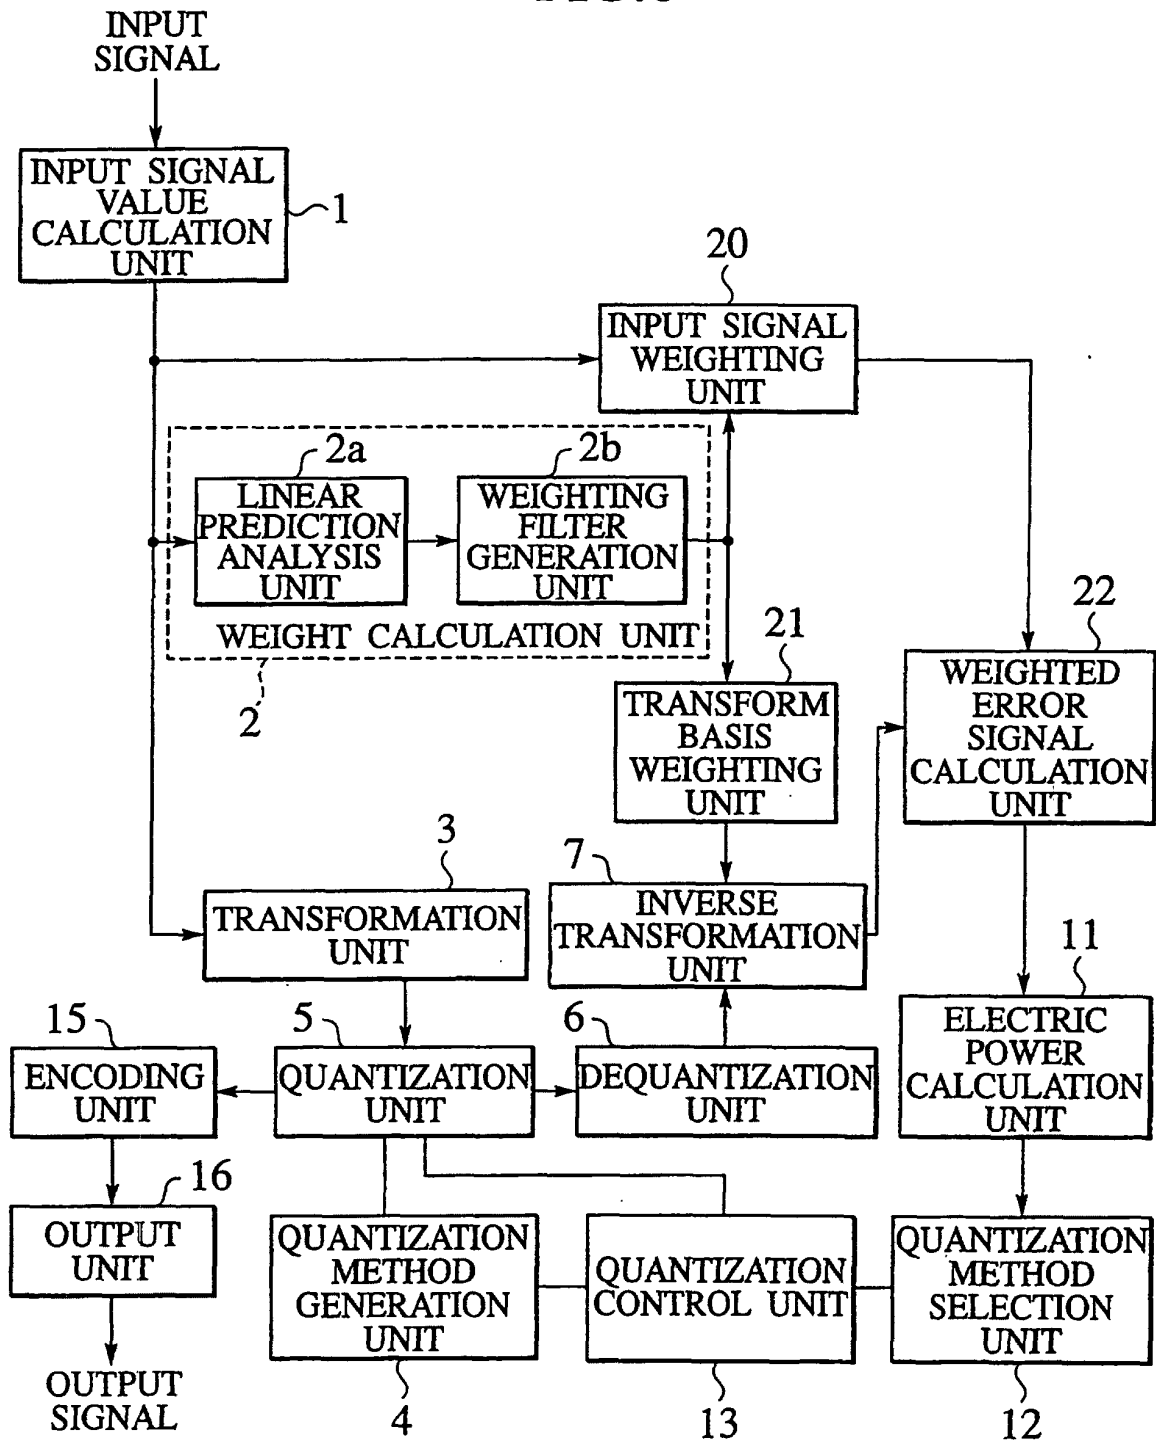 INPUT
SIGNAL
INPUT SIGNAL
VALUE
CALCULATION
UNIT
1
20
INPUT SIGNAL
WEIGHTING
UNIT
2a
LINEAR
PREDICTION
ANALYSIS
UNIT
2b
WEIGHTING
FILTER
GENERATION
UNIT
WEIGHT CALCULATION UNIT
2
21
TRANSFORM
BASIS
WEIGHTING
UNIT
22
WEIGHTED
ERROR
SIGNAL
CALCULATION
UNIT
3
TRANSFORMATION
UNIT
7
INVERSE
TRANSFORMATION
UNIT
11
ELECTRIC
POWER
CALCULATION
UNIT
15
ENCODING
UNIT
5
QUANTIZATION
UNIT
6
DEQUANTIZATION
UNIT
16
OUTPUT
UNIT
QUANTIZATION
METHOD
GENERATION
UNIT
4
QUANTIZATION
CONTROL UNIT
13
QUANTIZATION
METHOD
SELECTION
UNIT
12
OUTPUT
SIGNAL